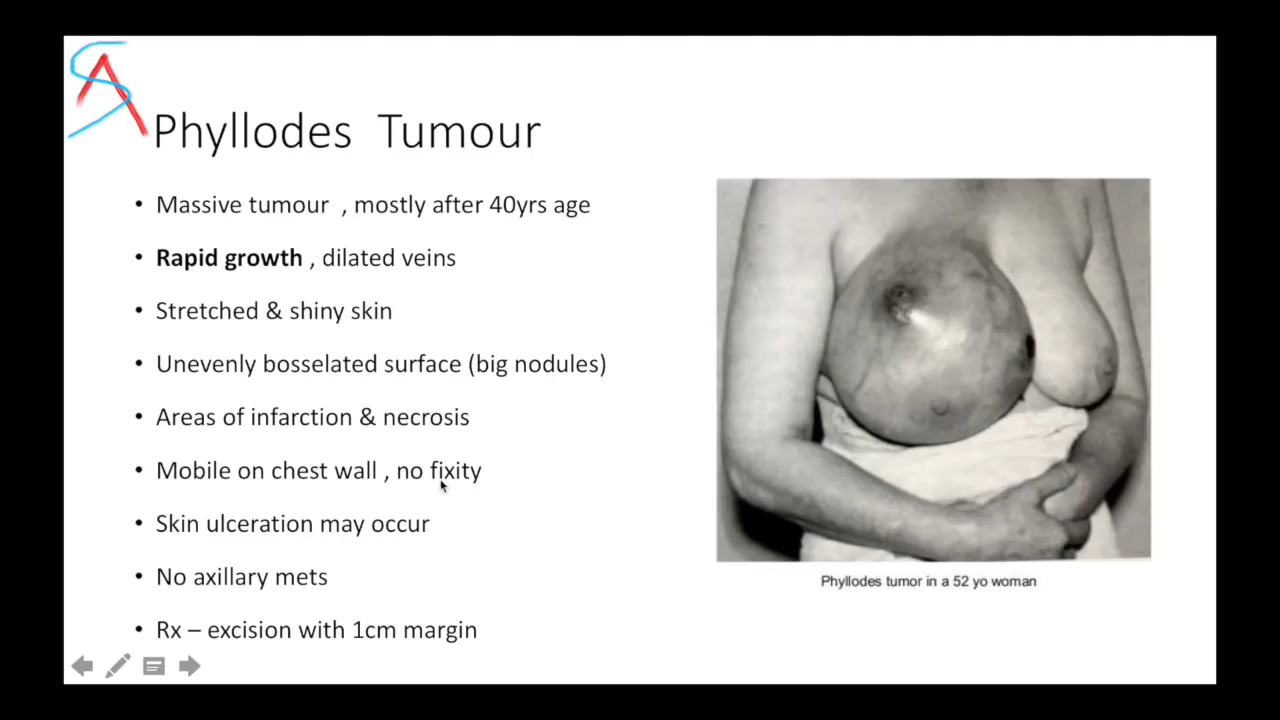 SA
Phyllodes Tumour
• Massive tumour , mostly after 40yrs age
• Rapid growth , dilated veins
• Stretched & shiny skin
• Unevenly bosselated surface (big nodules)
• Areas of infarction & necrosis
• Mobile on chest wall , no fixity
• Skin ulceration may occur
• No axillary mets
• Rx – excision with 1cm margin
Phyllodes tumor in a 52 yo woman